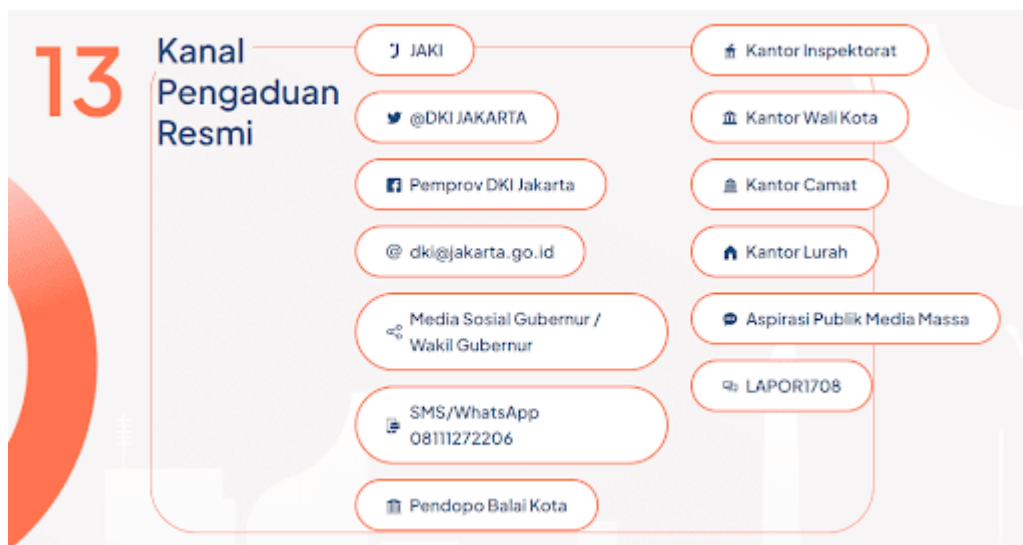 13
Kanal
Pengaduan
Resmi
JAKI
@DKI JAKARTA
Pemprov DKI Jakarta
dki@jakarta.go.id
Media Sosial Gubernur /
Wakil Gubernur
SMS/WhatsApp
08111272206
Pendopo Balai Kota
Kantor Inspektorat
Kantor Wali Kota
Kantor Camat
Kantor Lurah
Aspirasi Publik Media Massa
LAPOR1708